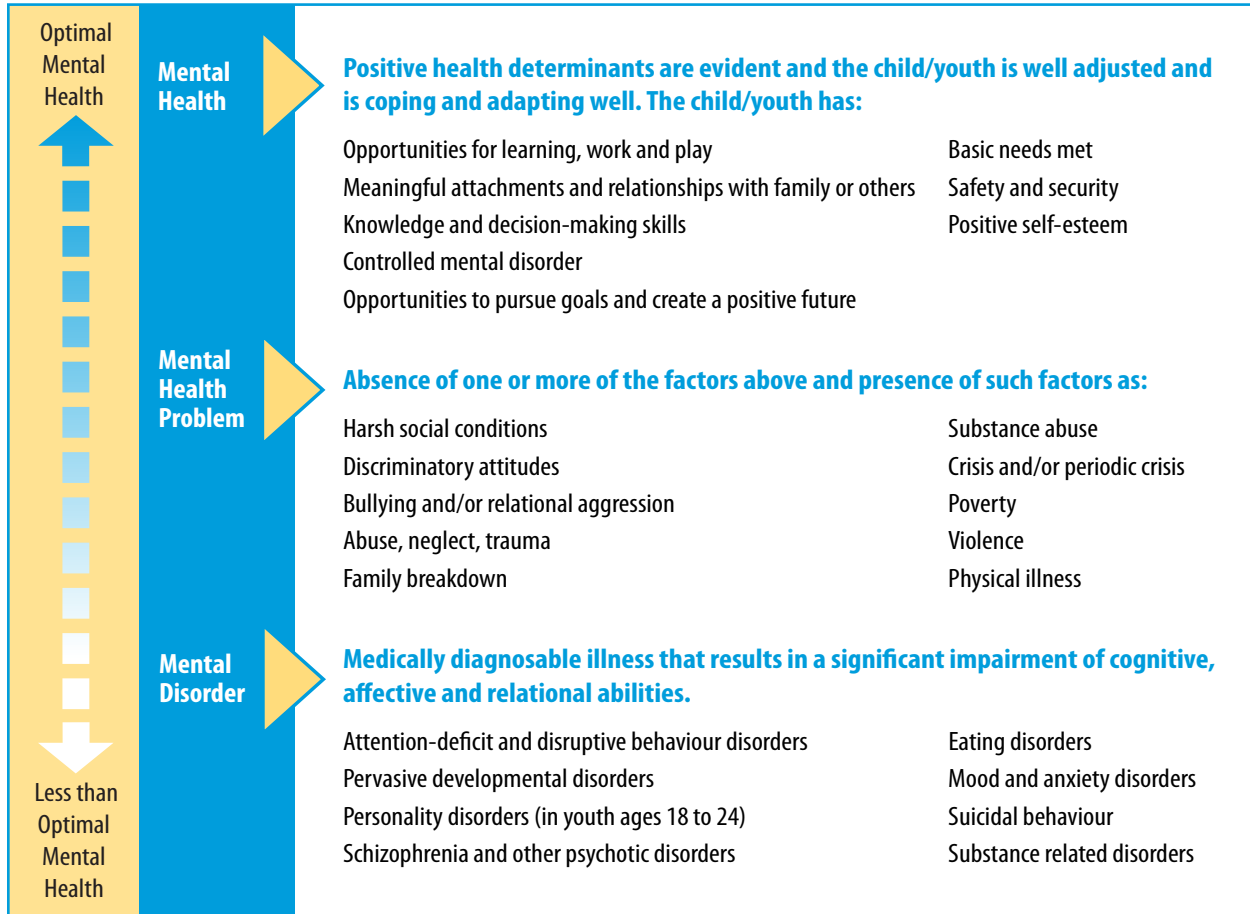 Optimal
Mental
Health
Less than
Optimal
Mental
Health
Mental
Health
Positive health determinants are evident and the child/youth is well adjusted and
is coping and adapting well. The child/youth has:
Opportunities for learning, work and play
Meaningful attachments and relationships with family or others
Knowledge and decision-making skills
Controlled mental disorder
Opportunities to pursue goals and create a positive future
Basic needs met
Safety and security
Positive self-esteem
Mental
Health
Problem
Absence of one or more of the factors above and presence of such factors as:
Harsh social conditions
Discriminatory attitudes
Bullying and/or relational aggression
Abuse, neglect, trauma
Family breakdown
Substance abuse
Crisis and/or periodic crisis
Poverty
Violence
Physical illness
Mental
Disorder
Medically diagnosable illness that results in a significant impairment of cognitive,
affective and relational abilities.
Attention-deficit and disruptive behaviour disorders
Pervasive developmental disorders
Personality disorders (in youth ages 18 to 24)
Schizophrenia and other psychotic disorders
Eating disorders
Mood and anxiety disorders
Suicidal behaviour
Substance related disorders